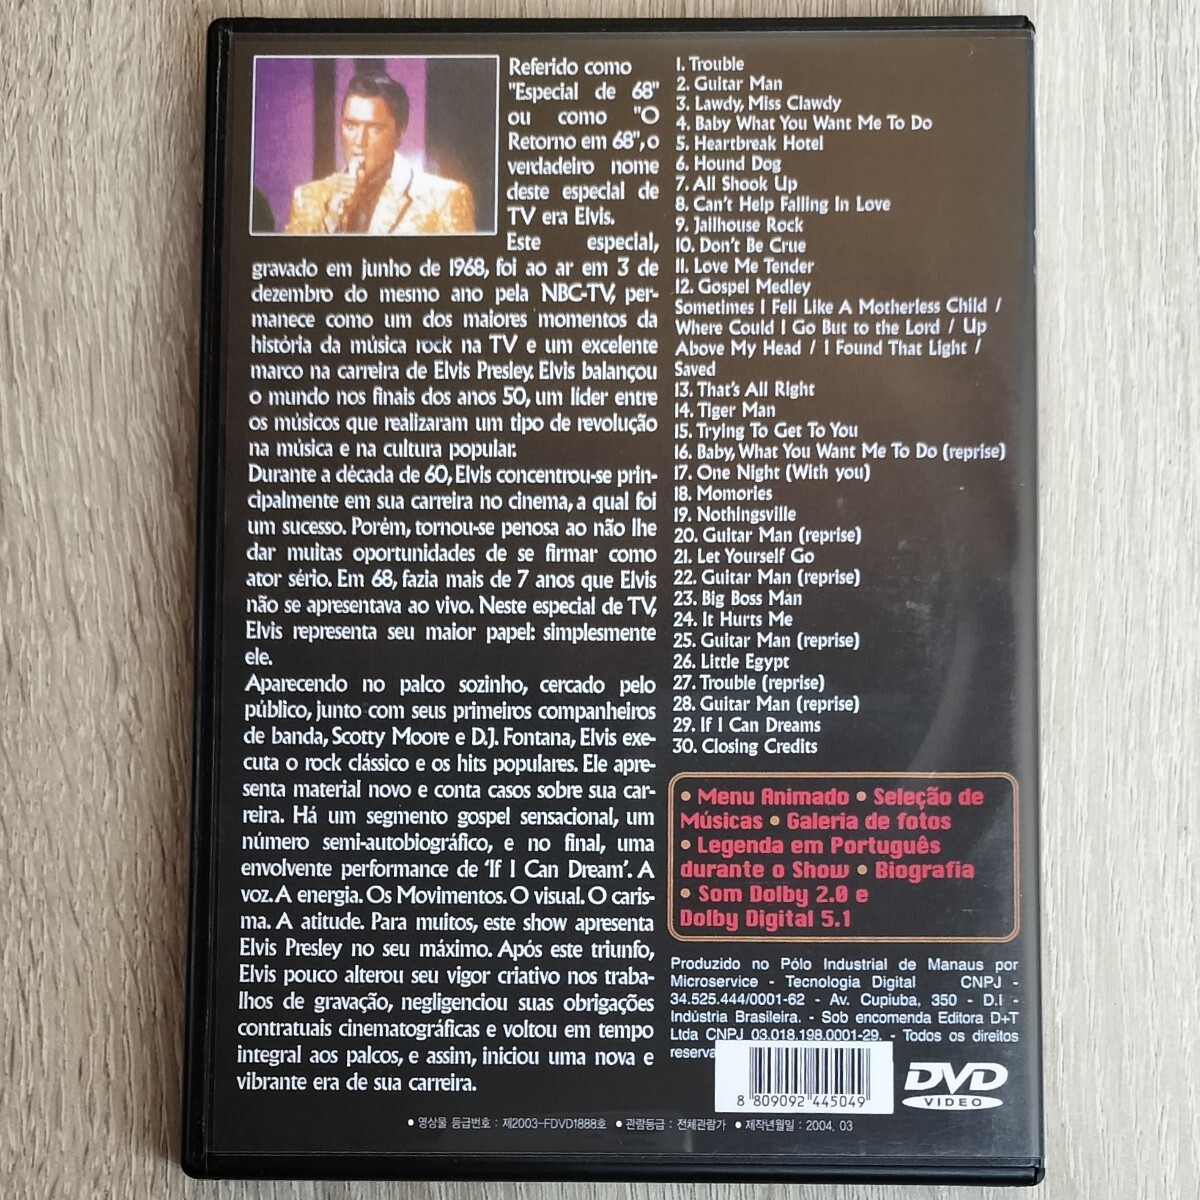 Referido como
"Especial de 68"
ou como "O
Retorno em 68", o
verdadeiro nome
deste especial de
TV era Elvis.
Este especial,
gravado em junho de 1968, foi ao ar em 3 de
dezembro do mesmo ano pela NBC-TV, per-
manece como um dos maiores momentos da
história da música rock na TV e um excelente
marco na carreira de Elvis Presley. Elvis balançou
o mundo nos finais dos anos 50, um líder entre
os músicos que realizaram um tipo de revolução
na música e na cultura popular.
Durante a década de 60, Elvis concentrou-se prin-
cipalmente em sua carreira no cinema, a qual foi
um sucesso. Porém, tornou-se penosa ao não lhe
dar muitas oportunidades de se firmar como
ator sério. Em 68, fazia mais de 7 anos que Elvis
não se apresentava ao vivo. Neste especial de TV,
Elvis representa seu maior papel: simplesmente
ele.
Aparecendo no palco sozinho, cercado pelo
público, junto com seus primeiros companheiros
de banda, Scotty Moore e D.J. Fontana, Elvis exe-
cuta o rock clássico e os hits populares. Ele apre-
senta material novo e conta casos sobre sua car-
reira. Há um segmento gospel sensacional, um
número semi-autobiográfico, e no final, uma
envolvente performance de 'If I Can Dream'. A
voz. A energia. Os Movimentos. O visual. O caris-
ma. A atitude. Para muitos, este show apresenta
Elvis Presley no seu máximo. Após este triunfo,
Elvis pouco alterou seu vigor criativo nos traba-
lhos de gravação, negligenciou suas obrigações
contratuais cinematográficas e voltou em tempo
integral aos palcos, e assim, iniciou uma nova e
vibrante era de sua carreira.
1. Trouble
2. Guitar Man
3. Lawdy, Miss Clawdy
4. Baby What You Want Me To Do
5. Heartbreak Hotel
6. Hound Dog
7. All Shook Up
8. Can't Help Falling In Love
9. Jailhouse Rock
10. Don't Be Crue
11. Love Me Tender
12. Gospel Medley
Sometimes I Fell Like A Motherless Child /
Where Could I Go But to the Lord / Up
Above My Head / I Found That Light /
Saved
13. That's All Right
14. Tiger Man
15. Trying To Get To You
16. Baby, What You Want Me To Do (reprise)
17. One Night (With you)
18. Momories
19. Nothingsville
20. Guitar Man (reprise)
21. Let Yourself Go
22. Guitar Man (reprise)
23. Big Boss Man
24. It Hurts Me
25. Guitar Man (reprise)
26. Little Egypt
27. Trouble (reprise)
28. Guitar Man (reprise)
29. If I Can Dreams
30. Closing Credits
• Menu Animado • Seleção de
Músicas • Galeria de fotos
• Legenda em Português
durante o Show • Biografia
• Som Dolby 2.0 e
Dolby Digital 5.1
Produzido no Pólo Industrial de Manaus por
Microservice - Tecnologia Digital CNPJ -
34.525.444/0001-62 - Av. Cupiuba, 350 - D.I -
Indústria Brasileira. - Sob encomenda Editora D+T
Ltda CNPJ 03.018.198.0001-29. - Todos os direitos
reserva
8 809092 445049
DVD
VIDEO
• 영상물 등급번호 : 제2003-FDVD1888호 • 관람등급 : 전체관람가 • 제작년월일 : 2004. 03